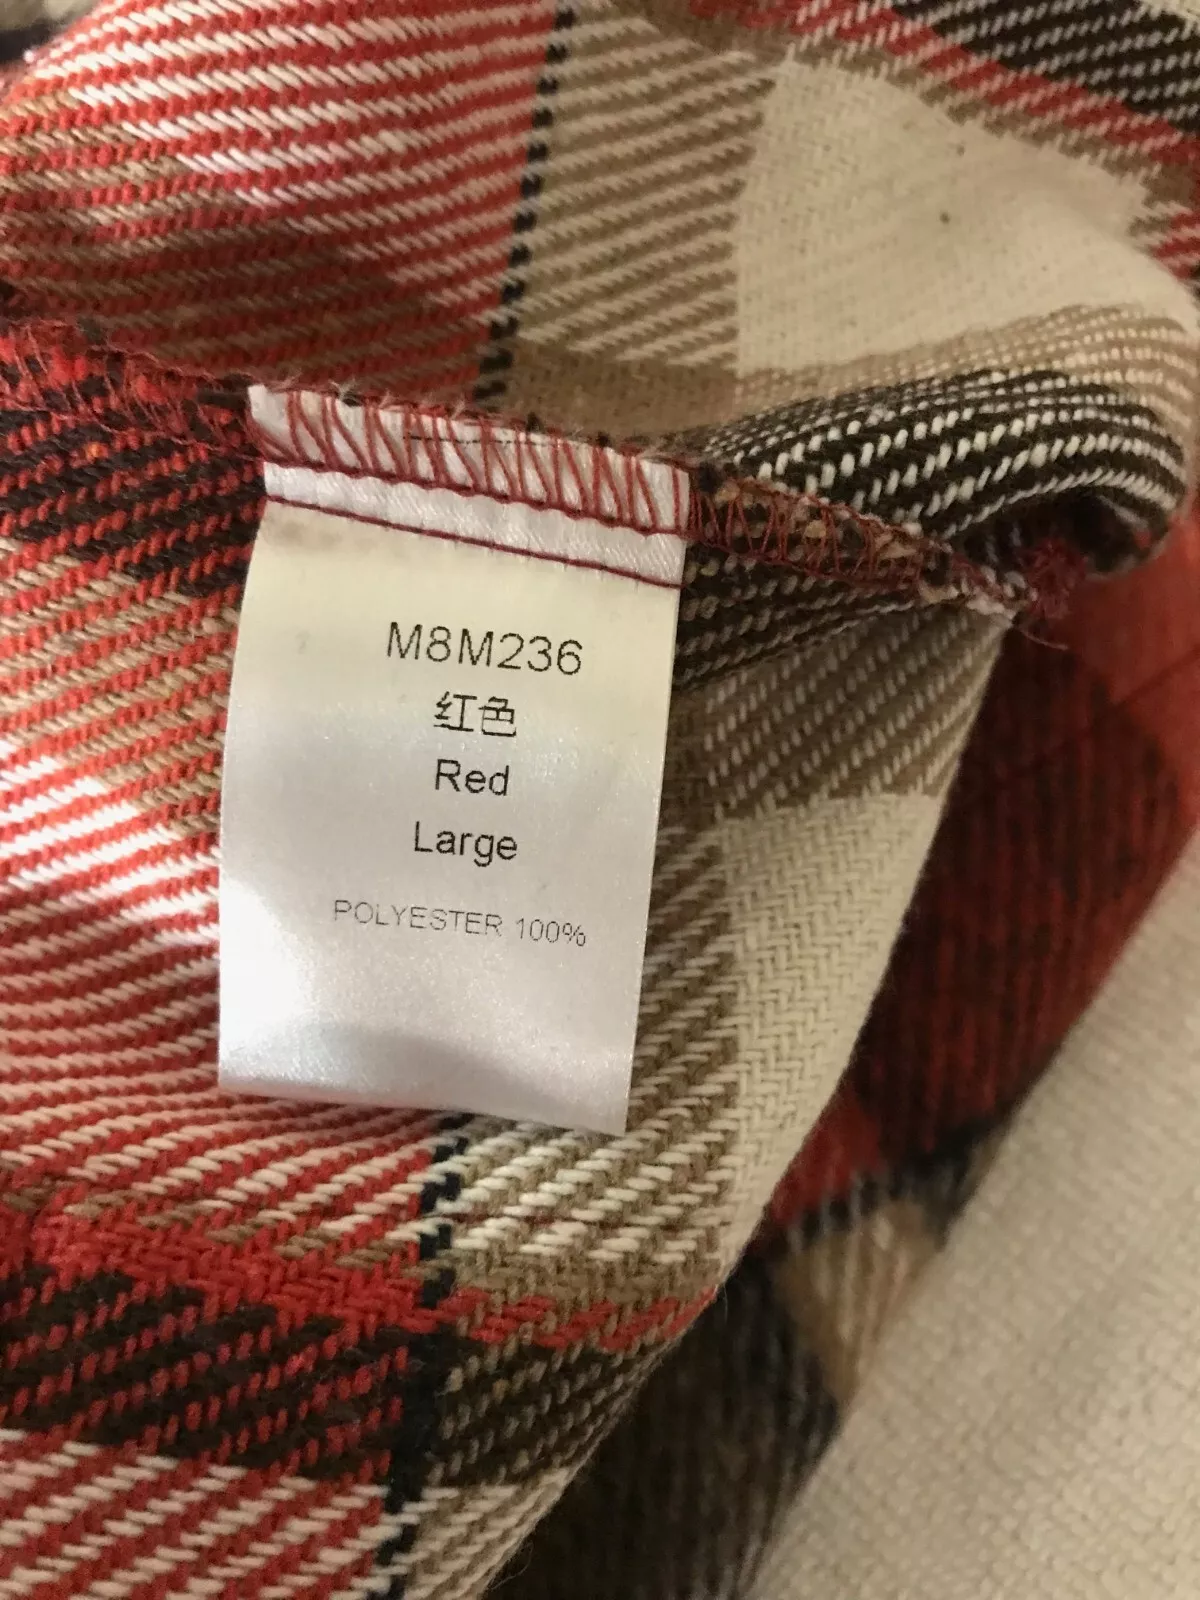 M8M236
红色
Red
Large
POLYESTER 100%